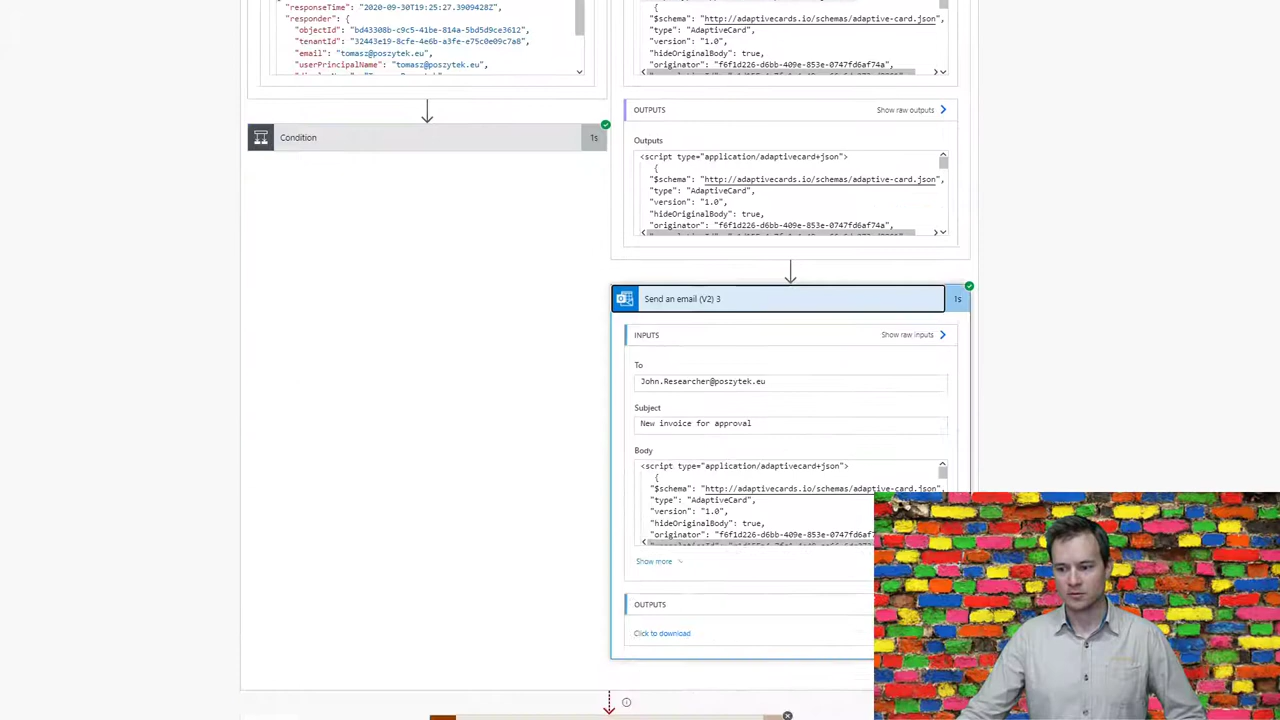 "responseTime": "2020-09-30T19:25:27.3909428Z",
"responder": {
"objectId": "bd43308b-c9c5-41be-814a-5bd5d9ce3612",
"tenantId": "32443e19-8cfe-4e6b-a3fe-e75c0e09c7a8",
"email": "tomasz@poszytek.eu",
"userPrincipalName": "tomasz@poszytek.eu",
Condition
1s
"$schema": "http://adaptivecards.io/schemas/adaptive-card.json",
"type": "AdaptiveCard",
"version": "1.0",
"hideOriginalBody": true,
"originator": "f6f1d226-d6bb-409e-853e-0747fd6af74a",
OUTPUTS
Show raw outputs
Outputs
<script type="application/adaptivecard+json">
{
"$schema": "http://adaptivecards.io/schemas/adaptive-card.json",
"type": "AdaptiveCard",
"version": "1.0",
"hideOriginalBody": true,
"originator": "f6f1d226-d6bb-409e-853e-0747fd6af74a",
Send an email (V2) 3
1s
INPUTS
Show raw inputs
To
John.Researcher@poszytek.eu
Subject
New invoice for approval
Body
<script type="application/adaptivecard+json">
{
"$schema": "http://adaptivecards.io/schemas/adaptive-card.json",
"type": "AdaptiveCard",
"version": "1.0",
"hideOriginalBody": true,
"originator": "f6f1d226-d6bb-409e-853e-0747fd6af
Show more
OUTPUTS
Click to download